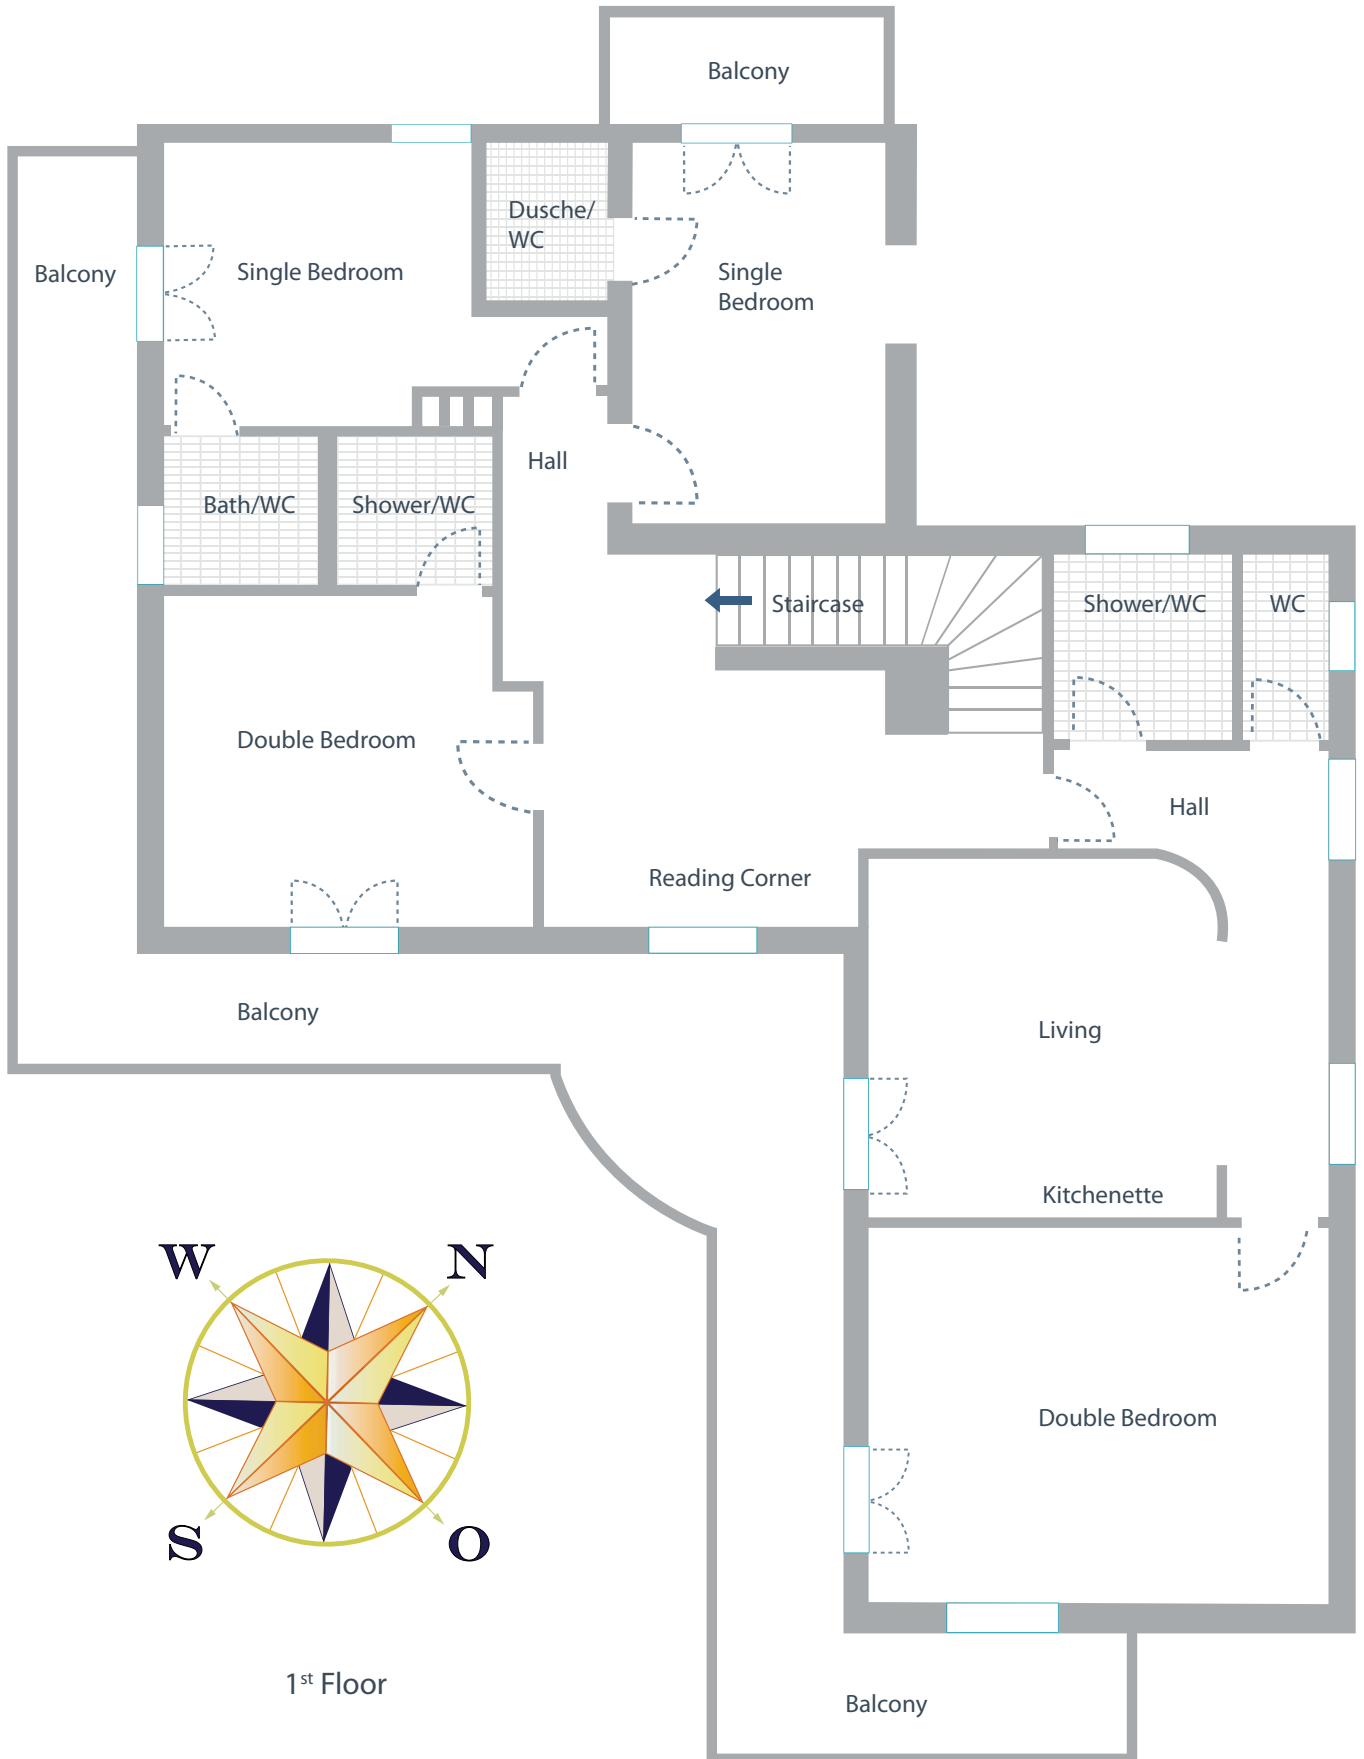 Balcony
Balcony
Single Bedroom
Dusche/
WC
Single
Bedroom
Hall
Bath/WC
Shower/WC
Staircase
Shower/WC
WC
Double Bedroom
Hall
Reading Corner
Balcony
Living
Kitchenette
W
N
S
O
Double Bedroom
1st Floor
Balcony